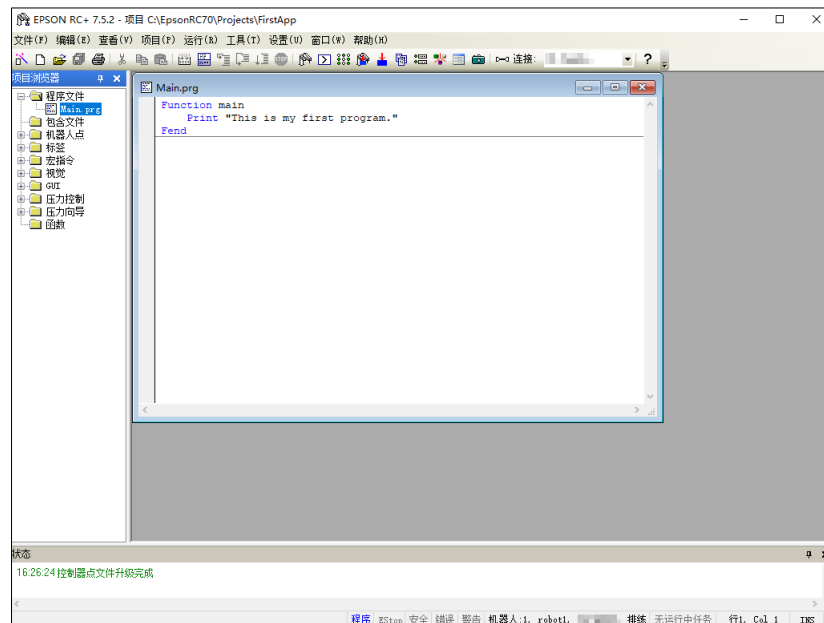 EPSON RC+ 7.5.2 - 项目 C:\EpsonRC70\Projects\FirstApp
文件(F) 编辑(E) 查看(V) 项目(P) 运行(R) 工具(T) 设置(U) 窗口(W) 帮助(H)
连接:
项目浏览器
程序文件
Main.prg
包含文件
机器人点
标签
宏指令
视觉
GUI
压力控制
压力向导
函数
Main.prg
Function main
Print "This is my first program."
Fend
状态
16:26:24 控制器点文件升级完成
程序 EStop 安全 错误 警告 机器人:1, robot1, 排练 无运行中任务 行1, Col 1 INS